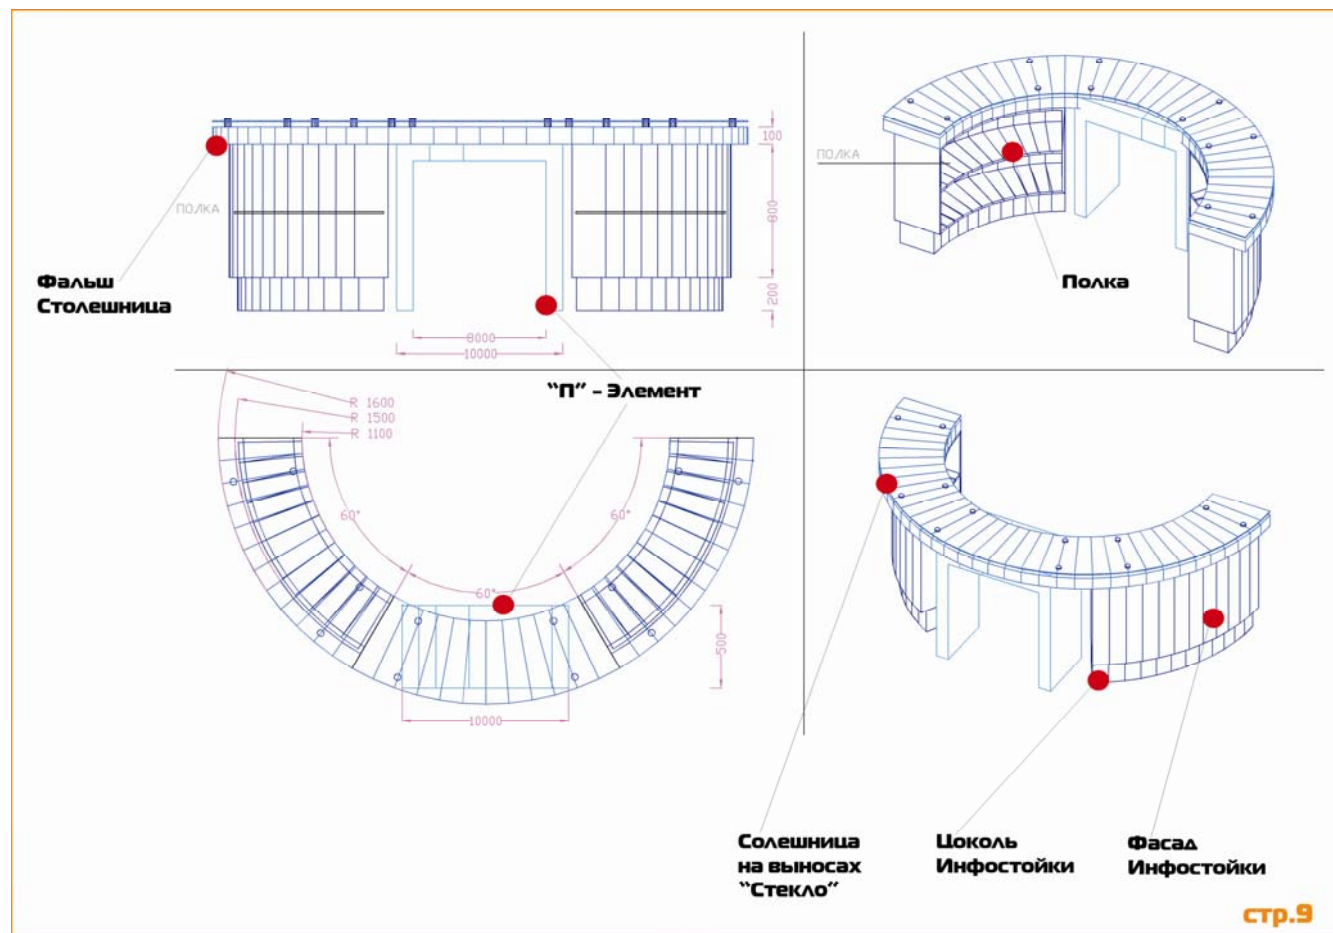 100
ПОЛКА
800
ПОЛКА
Фальш
Столешница
200
Полка
8000
10000
"П" - Элемент
R 1600
R 1500
R 1100
60°
60°
60°
500
10000
Солешница
на выносах
"Стекло"
Цоколь
Инфостойки
Фасад
Инфостойки
стр.9